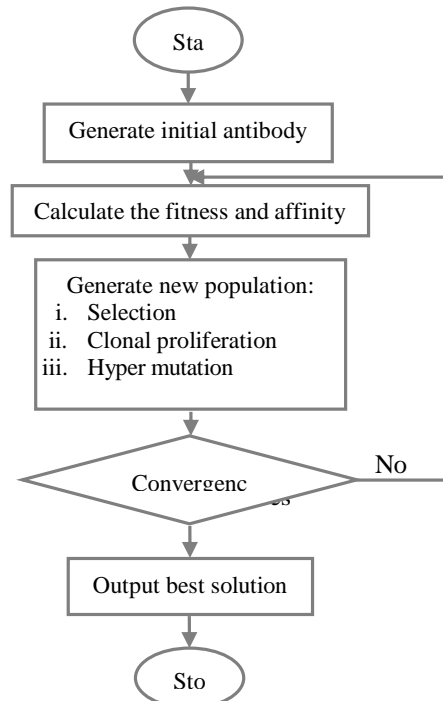 Sta
Generate initial antibody
Calculate the fitness and affinity
Generate new population:
i. Selection
ii. Clonal proliferation
iii. Hyper mutation
No
Convergenc
Output best solution
Sto